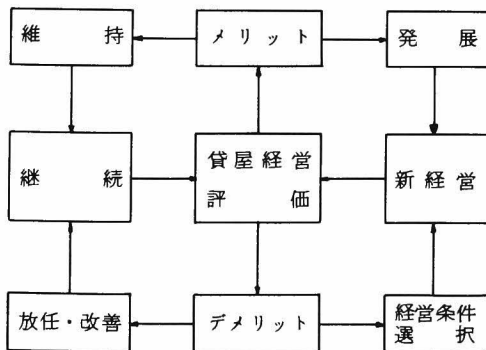 維持
メリット
発展
継続
貸屋経営
評価
新経営
放任・改善
デメリット
経営条件
選択